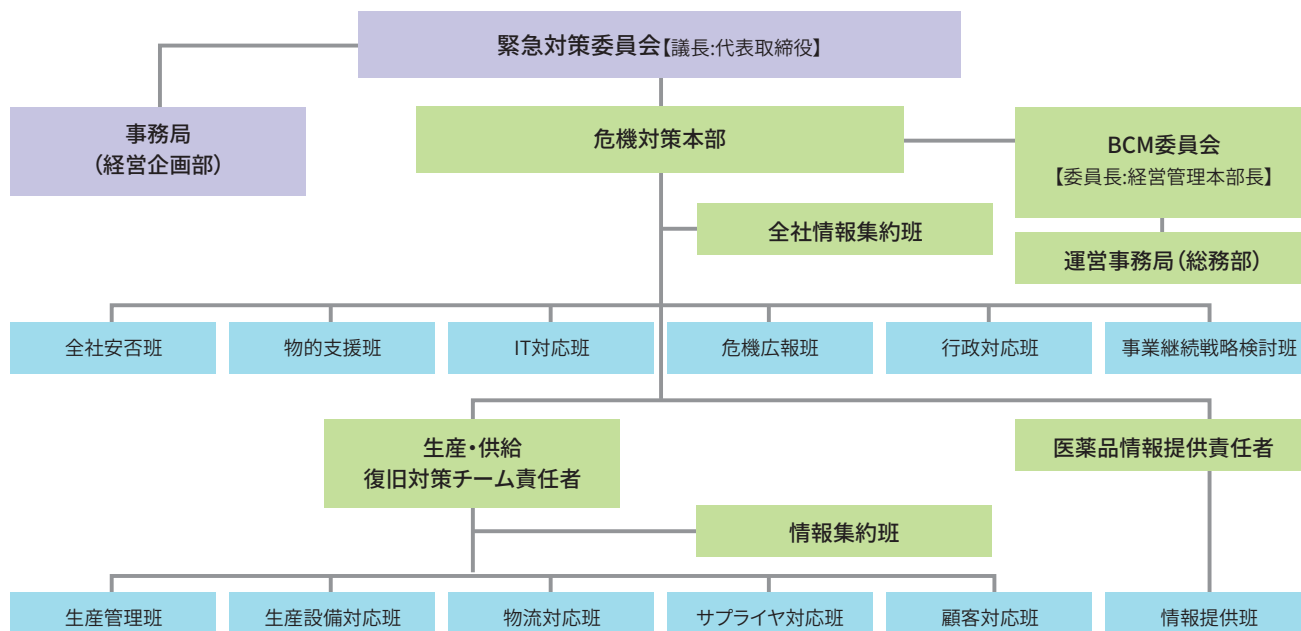 緊急対策委員会【議長:代表取締役】
事務局
（経営企画部）
危機対策本部
BCM委員会
【委員長:経営管理本部長】
全社情報集約班
運営事務局（総務部）
全社安否班
物的支援班
IT対応班
危機広報班
行政対応班
事業継続戦略検討班
生産・供給
復旧対策チーム責任者
医薬品情報提供責任者
情報集約班
生産管理班
生産設備対応班
物流対応班
サプライヤ対応班
顧客対応班
情報提供班